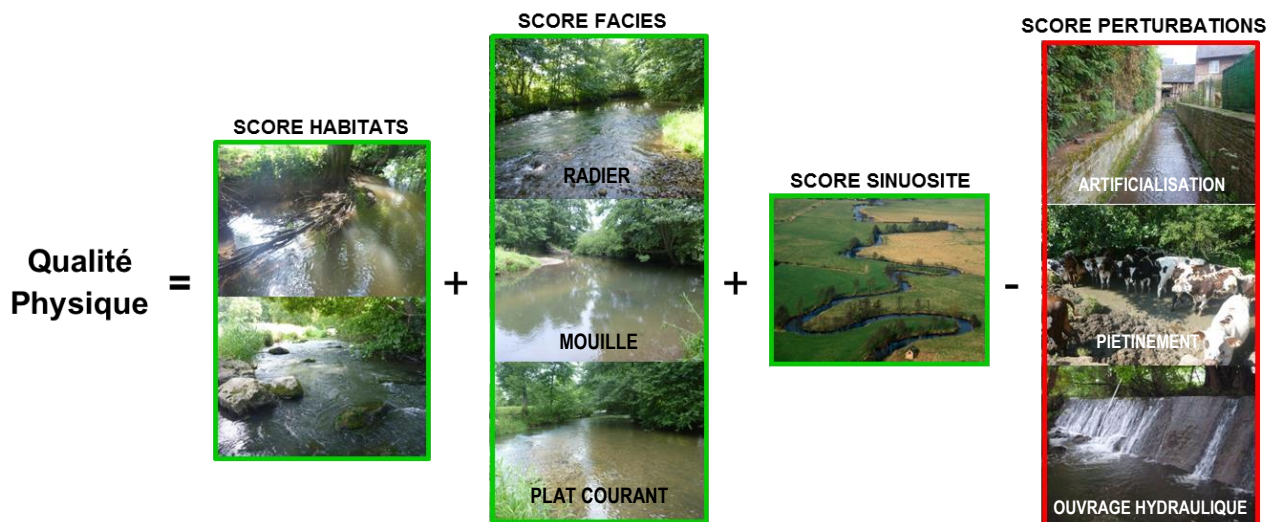 Qualité
Physique
=
SCORE HABITATS
+
SCORE FACIES
RADIER
MOUILLE
PLAT COURANT
+
SCORE SINUOSITE
-
SCORE PERTURBATIONS
ARTIFICIALISATION
PIETINEMENT
OUVRAGE HYDRAULIQUE